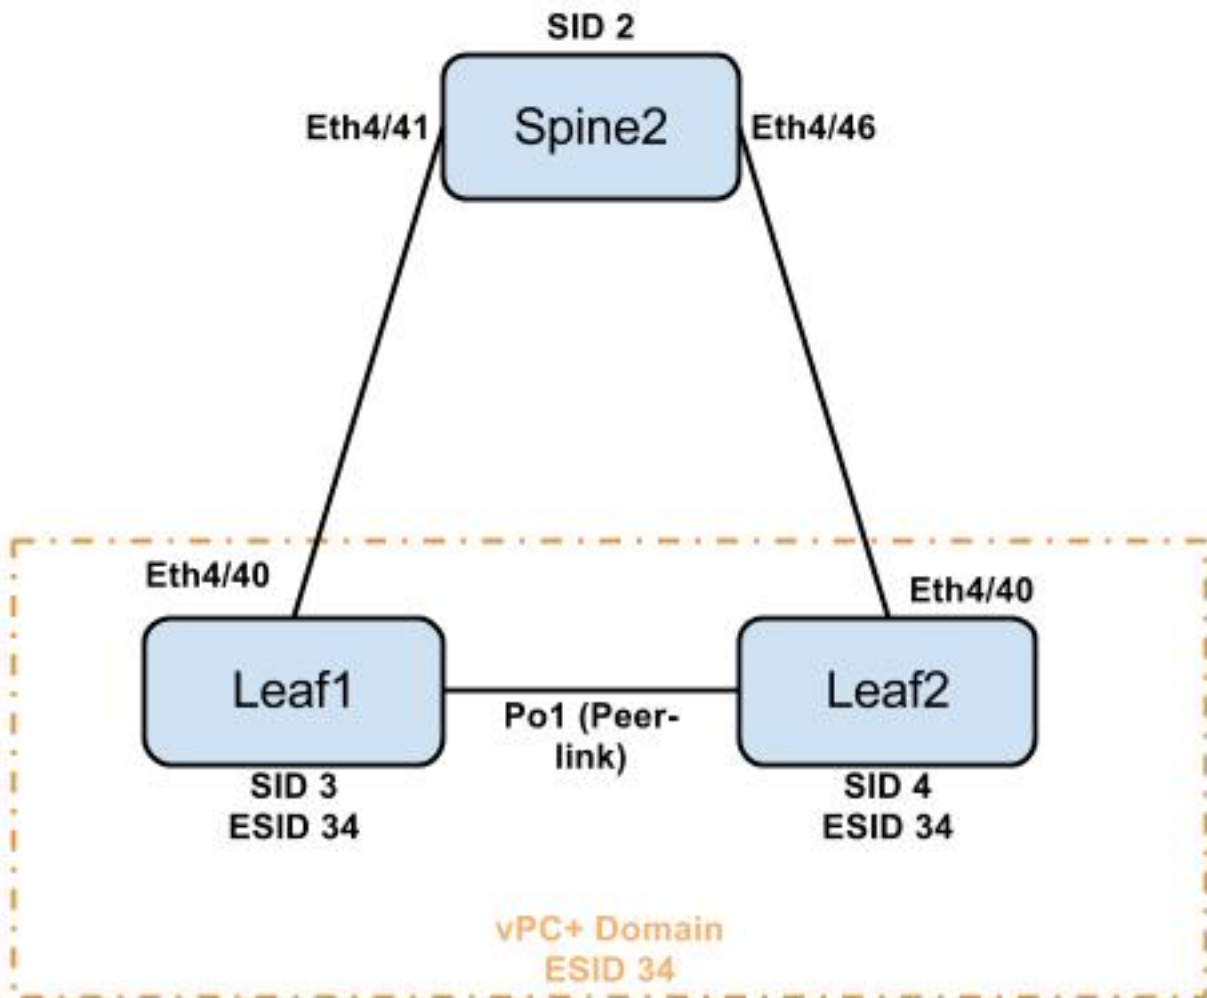 SID 2
Eth4/41
Spine2
Eth4/46
Eth4/40
Eth4/40
Leaf1
Po1 (Peer-
link)
Leaf2
SID 3
ESID 34
SID 4
ESID 34
vPC+ Domain
ESID 34